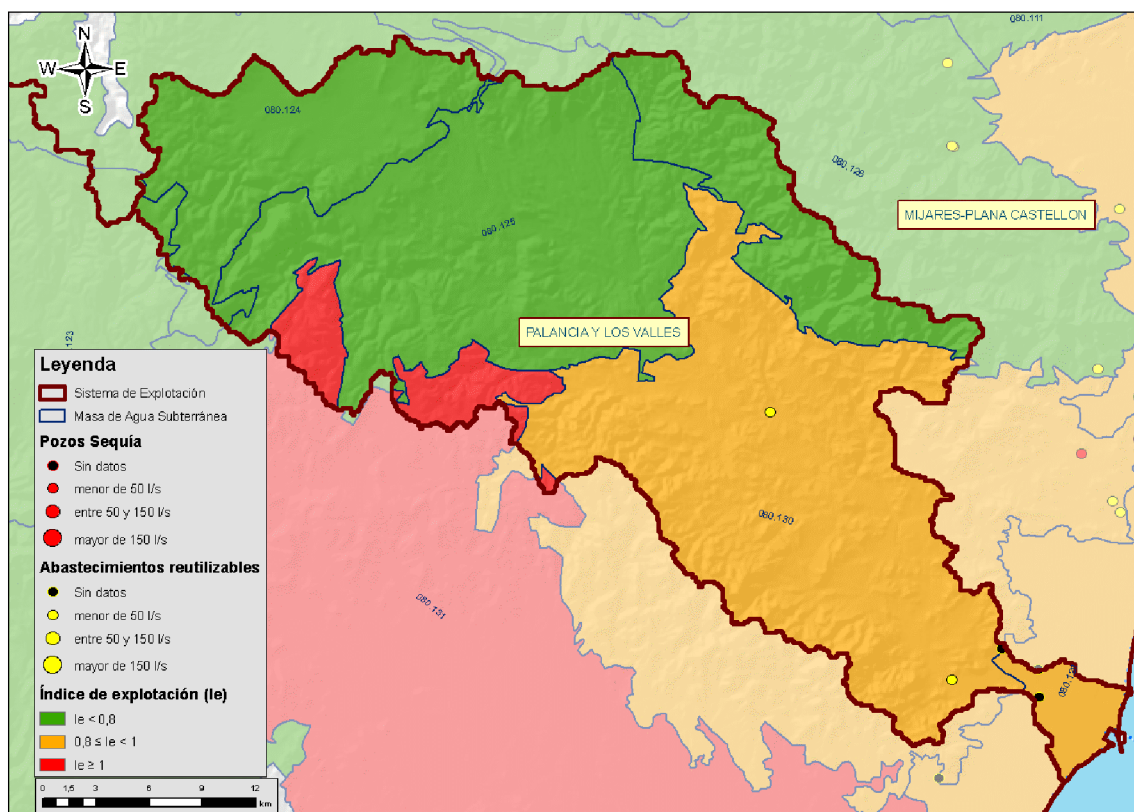 N
W E
S
080.111
080.124
080.126
MIJARES-PLANA CASTELLON
080.125
PALANCIA Y LOS VALLES
080.130
080.131
Leyenda
Sistema de Explotación
Masa de Agua Subterránea
Pozos Sequía
Sin datos
menor de 50 l/s
entre 50 y 150 l/s
mayor de 150 l/s
Abastecimientos reutilizables
Sin datos
menor de 50 l/s
entre 50 y 150 l/s
mayor de 150 l/s
Índice de explotación (Ie)
Ie < 0,8
0,8 ≤ Ie < 1
Ie ≥ 1
0 1,5 3 6 9 12
km